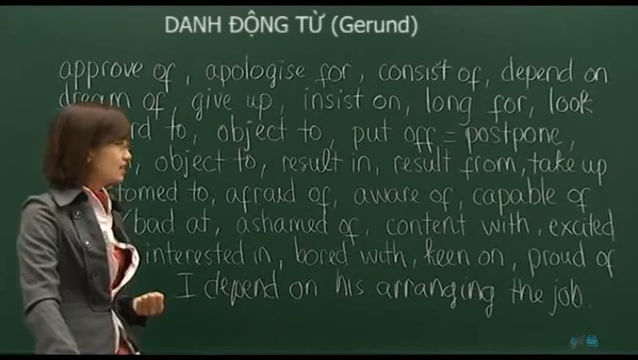 DANH ĐỘNG TỪ (Gerund)
approve of, apologise for, consist of, depend on
dream of, give up, insist on, long for, look
to, object to, put off = postpone,
object to, result in, result from, take up
to, afraid of, aware of, capable of
bad at, ashamed of, content with, excited
interested in, bored with, keen on, proud of
I depend on his arranging the job.